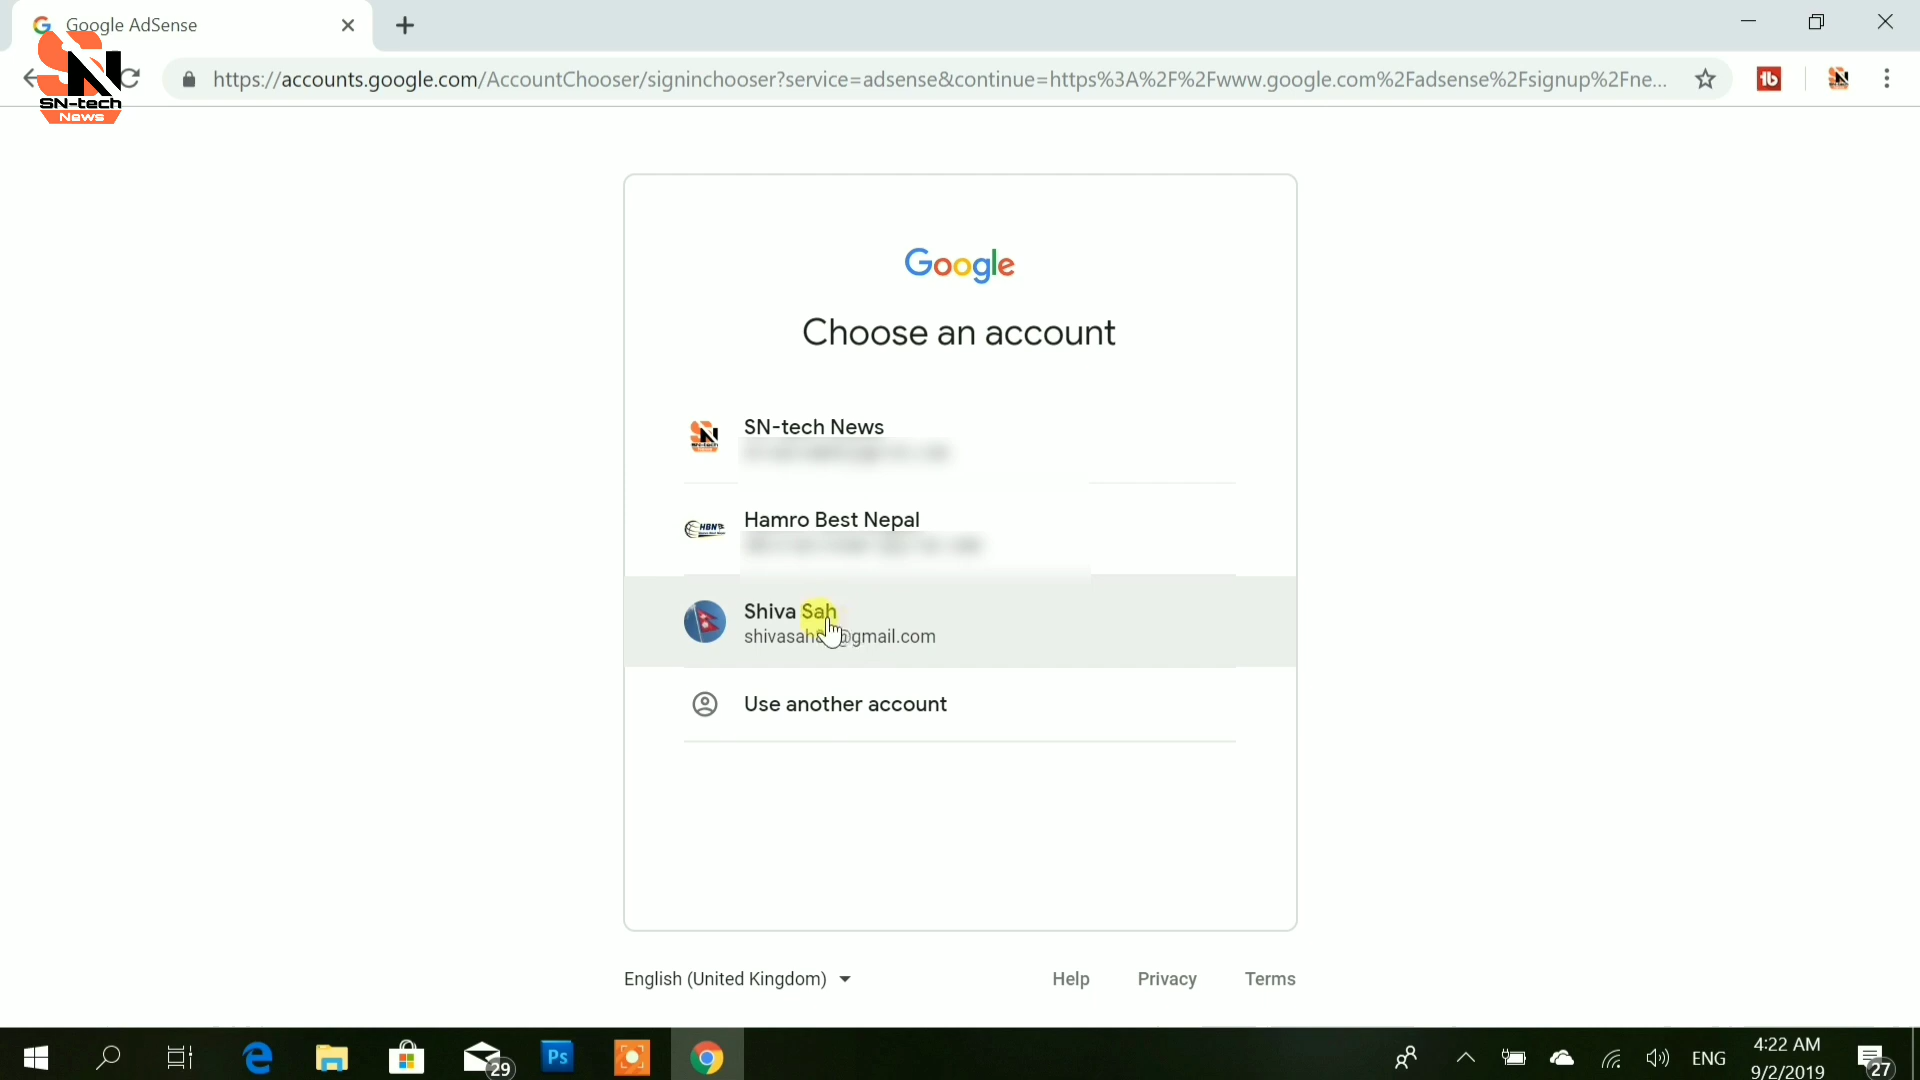 Google AdSense
SN-tech
News
https://accounts.google.com/AccountChooser/signinchooser?service=adsense&continue=https%3A%2F%2Fwww.google.com%2Fadsense%2Fsignup%2Fne...
Google
Choose an account
SN-tech News
Hamro Best Nepal
HBN
Shiva Sah
@gmail.com
Use another account
English (United Kingdom)
Help Privacy Terms
29
Ps
ENG
4:22 AM
9/2/2019
27